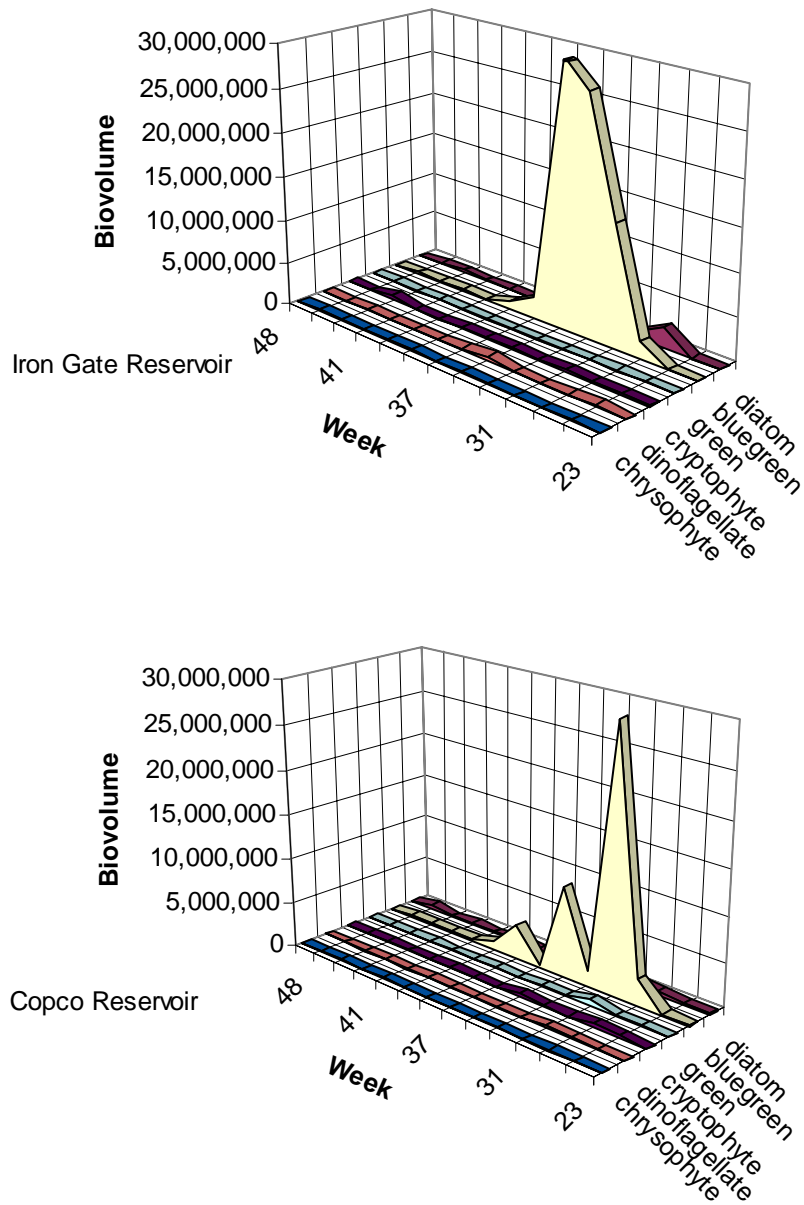 30,000,000
25,000,000
20,000,000
15,000,000
10,000,000
5,000,000
0
Biovolume
Iron Gate Reservoir
48
41
37
31
23
Week
diatom
bluegreen
green
cryptophyte
dinoflagellate
chrysophyte
30,000,000
25,000,000
20,000,000
15,000,000
10,000,000
5,000,000
0
Biovolume
Copco Reservoir
48
41
37
31
23
Week
diatom
bluegreen
green
cryptophyte
dinoflagellate
chrysophyte